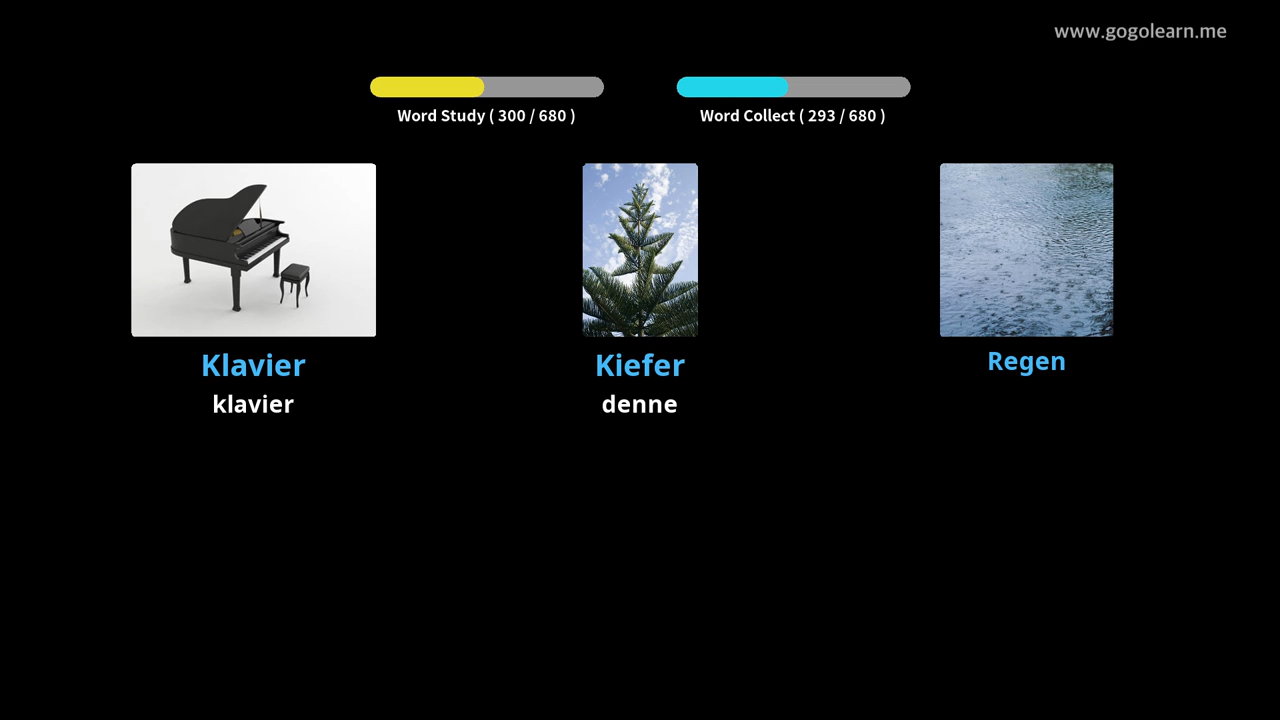 www.gogolearn.me
Word Study ( 300 / 680 )
Word Collect ( 293 / 680 )
Klavier
klavier
Kiefer
denne
Regen